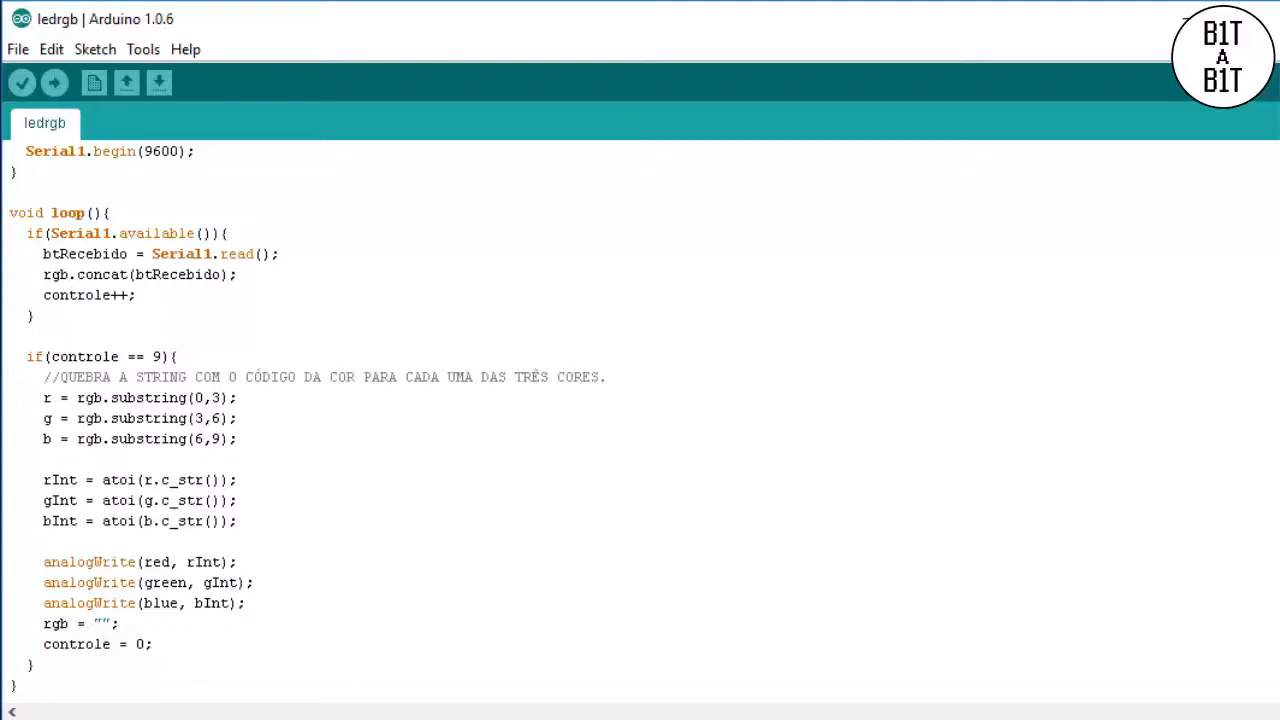 ledrgb | Arduino 1.0.6
File Edit Sketch Tools Help
B1T
A
B1T
ledrgb
Serial1.begin(9600);
}
void loop(){
if(Serial1.available()){
btRecebido = Serial1.read();
rgb.concat(btRecebido);
controle++;
}
if(controle == 9){
//QUEBRA A STRING COM O CÓDIGO DA COR PARA CADA UMA DAS TRÊS CORES.
r = rgb.substring(0,3);
g = rgb.substring(3,6);
b = rgb.substring(6,9);
rInt = atoi(r.c_str());
gInt = atoi(g.c_str());
bInt = atoi(b.c_str());
analogWrite(red, rInt);
analogWrite(green, gInt);
analogWrite(blue, bInt);
rgb = "";
controle = 0;
}
}